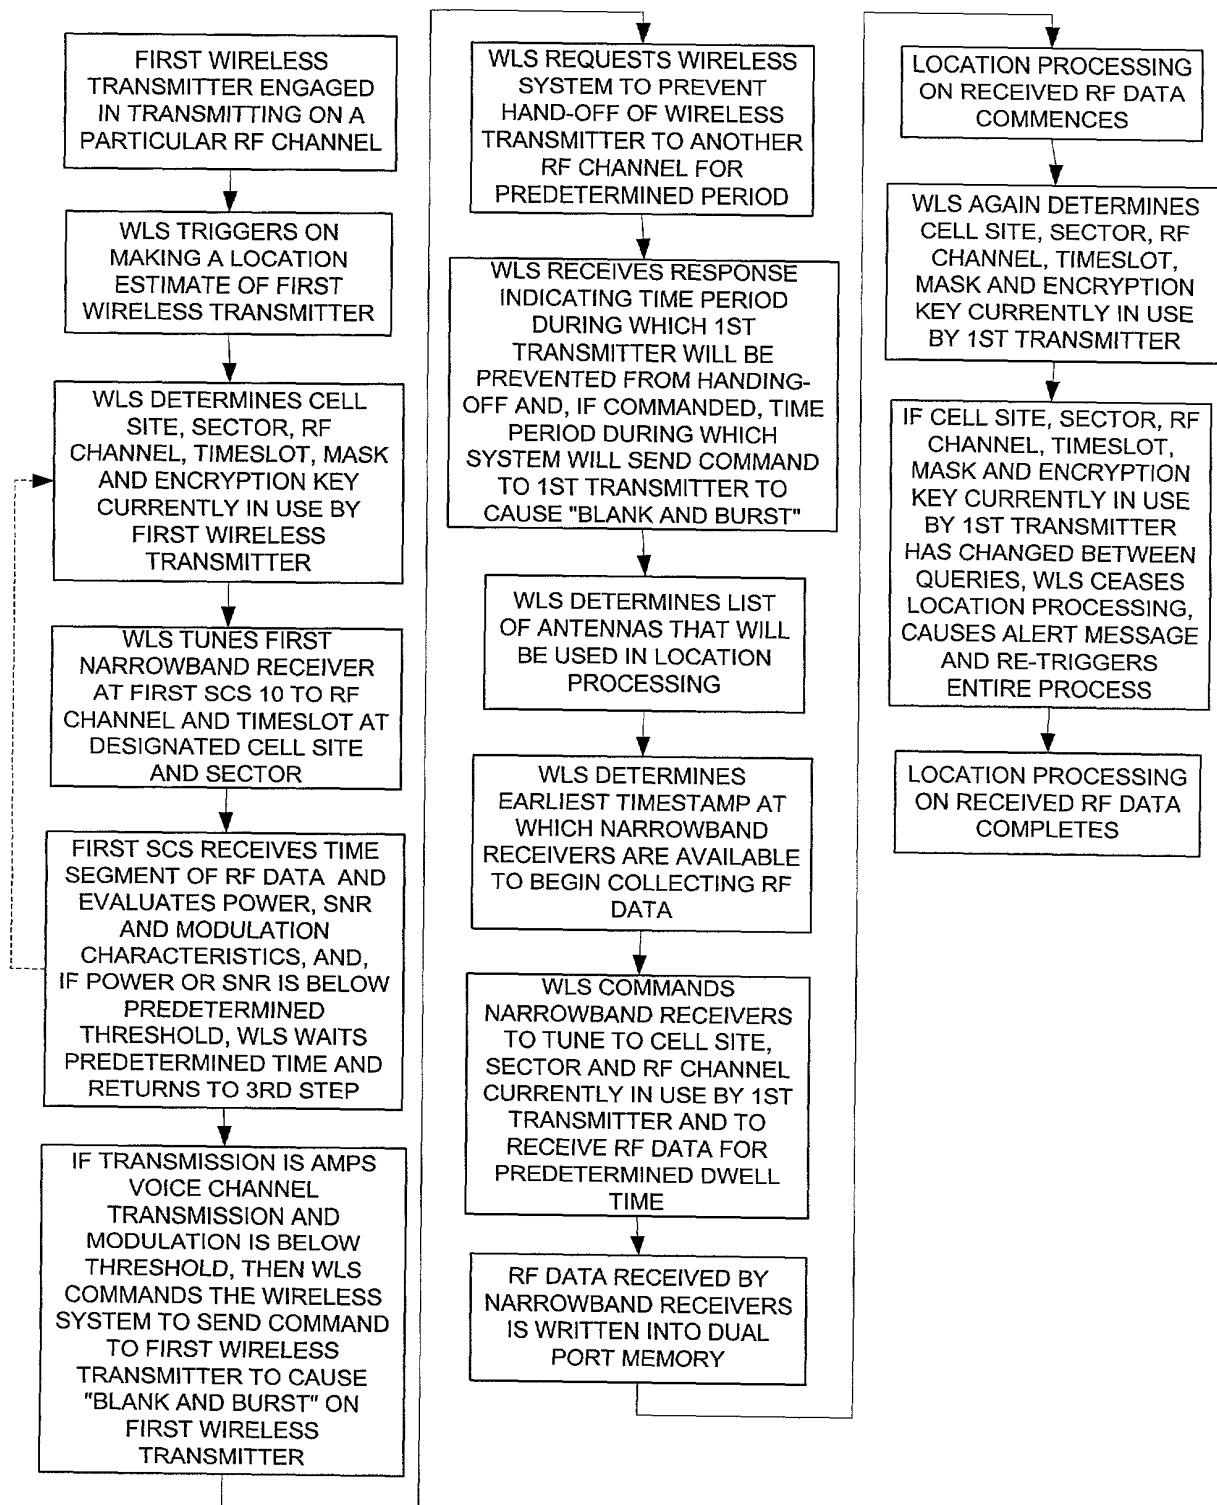 FIRST WIRELESS
TRANSMITTER ENGAGED
IN TRANSMITTING ON A
PARTICULAR RF CHANNEL
WLS TRIGGERS ON
MAKING A LOCATION
ESTIMATE OF FIRST
WIRELESS TRANSMITTER
WLS DETERMINES CELL
SITE, SECTOR, RF
CHANNEL, TIMESLOT, MASK
AND ENCRYPTION KEY
CURRENTLY IN USE BY
FIRST WIRELESS
TRANSMITTER
WLS TUNES FIRST
NARROWBAND RECEIVER
AT FIRST SCS 10 TO RF
CHANNEL AND TIMESLOT AT
DESIGNATED CELL SITE
AND SECTOR
FIRST SCS RECEIVES TIME
SEGMENT OF RF DATA AND
EVALUATES POWER, SNR
AND MODULATION
CHARACTERISTICS, AND,
IF POWER OR SNR IS BELOW
PREDETERMINED
THRESHOLD, WLS WAITS
PREDETERMINED TIME AND
RETURNS TO 3RD STEP
IF TRANSMISSION IS AMPS
VOICE CHANNEL
TRANSMISSION AND
MODULATION IS BELOW
THRESHOLD, THEN WLS
COMMANDS THE WIRELESS
SYSTEM TO SEND COMMAND
TO FIRST WIRELESS
TRANSMITTER TO CAUSE
"BLANK AND BURST" ON
FIRST WIRELESS
TRANSMITTER
WLS REQUESTS WIRELESS
SYSTEM TO PREVENT
HAND-OFF OF WIRELESS
TRANSMITTER TO ANOTHER
RF CHANNEL FOR
PREDETERMINED PERIOD
WLS RECEIVES RESPONSE
INDICATING TIME PERIOD
DURING WHICH 1ST
TRANSMITTER WILL BE
PREVENTED FROM HANDING-
OFF AND, IF COMMANDED, TIME
PERIOD DURING WHICH
SYSTEM WILL SEND COMMAND
TO 1ST TRANSMITTER TO
CAUSE "BLANK AND BURST"
WLS DETERMINES LIST
OF ANTENNAS THAT WILL
BE USED IN LOCATION
PROCESSING
WLS DETERMINES
EARLIEST TIMESTAMP AT
WHICH NARROWBAND
RECEIVERS ARE AVAILABLE
TO BEGIN COLLECTING RF
DATA
WLS COMMANDS
NARROWBAND RECEIVERS
TO TUNE TO CELL SITE,
SECTOR AND RF CHANNEL
CURRENTLY IN USE BY 1ST
TRANSMITTER AND TO
RECEIVE RF DATA FOR
PREDETERMINED DWELL
TIME
RF DATA RECEIVED BY
NARROWBAND RECEIVERS
IS WRITTEN INTO DUAL
PORT MEMORY
LOCATION PROCESSING
ON RECEIVED RF DATA
COMMENCES
WLS AGAIN DETERMINES
CELL SITE, SECTOR, RF
CHANNEL, TIMESLOT,
MASK AND ENCRYPTION
KEY CURRENTLY IN USE
BY 1ST TRANSMITTER
IF CELL SITE, SECTOR, RF
CHANNEL, TIMESLOT,
MASK AND ENCRYPTION
KEY CURRENTLY IN USE
BY 1ST TRANSMITTER
HAS CHANGED BETWEEN
QUERIES, WLS CEASES
LOCATION PROCESSING,
CAUSES ALERT MESSAGE
AND RE-TRIGGERS
ENTIRE PROCESS
LOCATION PROCESSING
ON RECEIVED RF DATA
COMPLETES